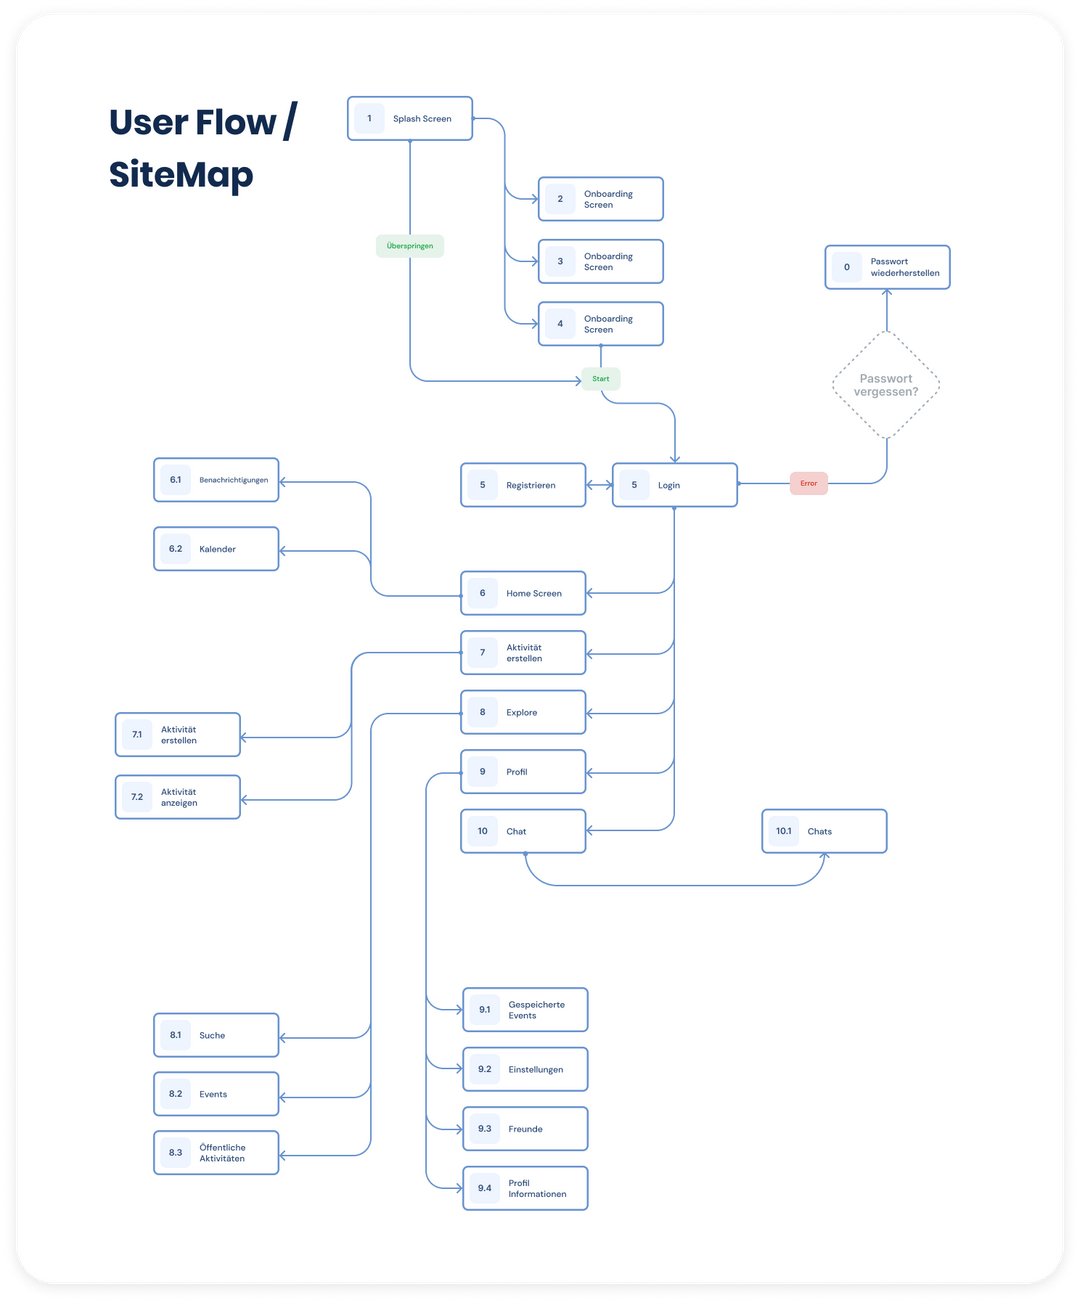 User Flow /
SiteMap
1
Splash Screen
2
Onboarding
Screen
Überspringen
3
Onboarding
Screen
0
Passwort
wiederherstellen
4
Onboarding
Screen
Start
Passwort
vergessen?
6.1
Benachrichtigungen
5
Registrieren
5
Login
Error
6.2
Kalender
6
Home Screen
7
Aktivität
erstellen
8
Explore
7.1
Aktivität
erstellen
9
Profil
7.2
Aktivität
anzeigen
10
Chat
10.1
Chats
9.1
Gespeicherte
Events
8.1
Suche
9.2
Einstellungen
8.2
Events
9.3
Freunde
8.3
Öffentliche
Aktivitäten
9.4
Profil
Informationen